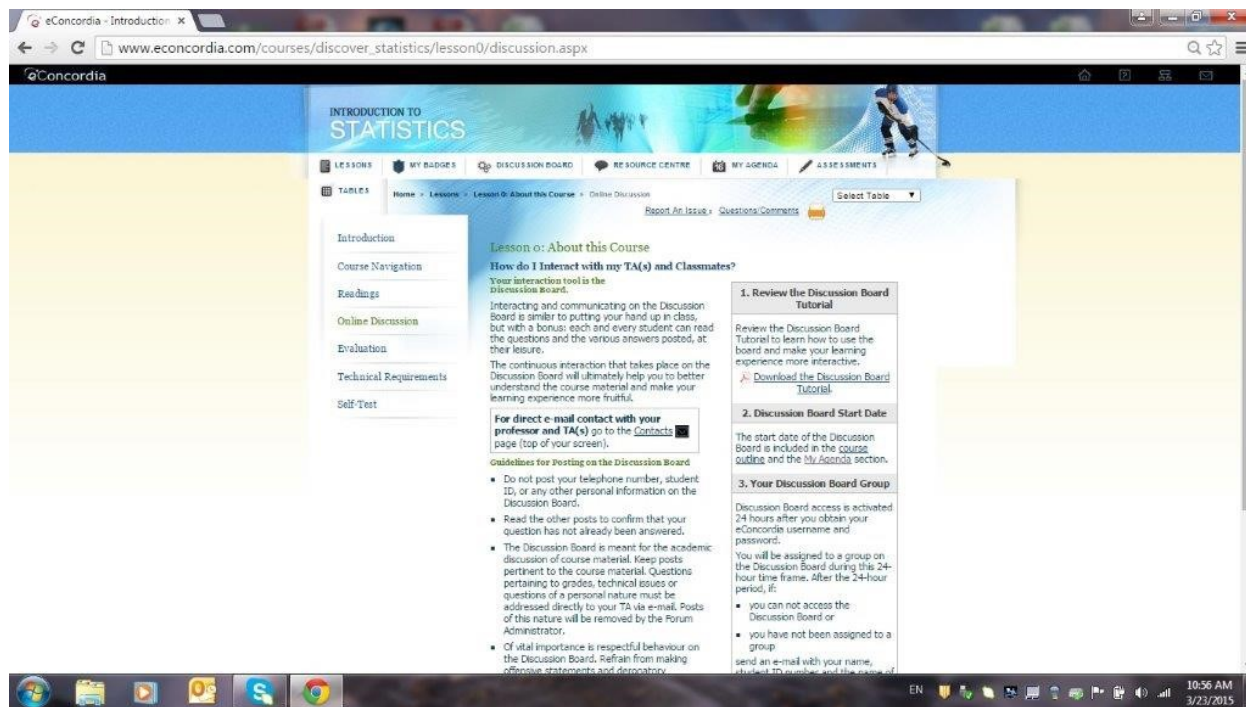 eConcordia - Introduction
www.econcordia.com/courses/discover_statistics/lesson0/discussion.aspx
eConcordia
INTRODUCTION TO
STATISTICS
LESSONS MY BADGES DISCUSSION BOARD RESOURCE CENTRE MY AGENDA ASSESSMENTS
TABLES Home > Lessons > Lesson 0: About this Course > Online Discussion Select Table
Report An Issue Questions/Comments
Introduction
Course Navigation
Readings
Online Discussion
Evaluation
Technical Requirements
Self-Test
Lesson 0: About this Course
How do I Interact with my TA(s) and Classmates?
Your interaction tool is the
Discussion Board.
Interacting and communicating on the Discussion
Board is similar to putting your hand up in class,
but with a bonus: each and every student can read
the questions and the various answers posted, at
their leisure.
The continuous interaction that takes place on the
Discussion Board will ultimately help you to better
understand the course material and make your
learning experience more fruitful.
For direct e-mail contact with your
professor and TA(s) go to the Contacts
page (top of your screen).
Guidelines for Posting on the Discussion Board
Do not post your telephone number, student
ID, or any other personal information on the
Discussion Board.
Read the other posts to confirm that your
question has not already been answered.
The Discussion Board is meant for the academic
discussion of course material. Keep posts
pertinent to the course material. Questions
pertaining to grades, technical issues or
questions of a personal nature must be
addressed directly to your TA via e-mail. Posts
of this nature will be removed by the Forum
Administrator.
Of vital importance is respectful behaviour on
the Discussion Board. Refrain from making
offensive statements and derogatory
1. Review the Discussion Board
Tutorial
Review the Discussion Board
Tutorial to learn how to use the
board and make your learning
experience more interactive.
Download the Discussion Board
Tutorial.
2. Discussion Board Start Date
The start date of the Discussion
Board is included in the course
outline and the My Agenda section.
3. Your Discussion Board Group
Discussion Board access is activated
24 hours after you obtain your
eConcordia username and
password.
You will be assigned to a group on
the Discussion Board during this 24-
hour time frame. After the 24-hour
period, if:
you can not access the
Discussion Board or
you have not been assigned to a
group
send an e-mail with your name,
student ID number and the name of
EN 10:56 AM
3/23/2015